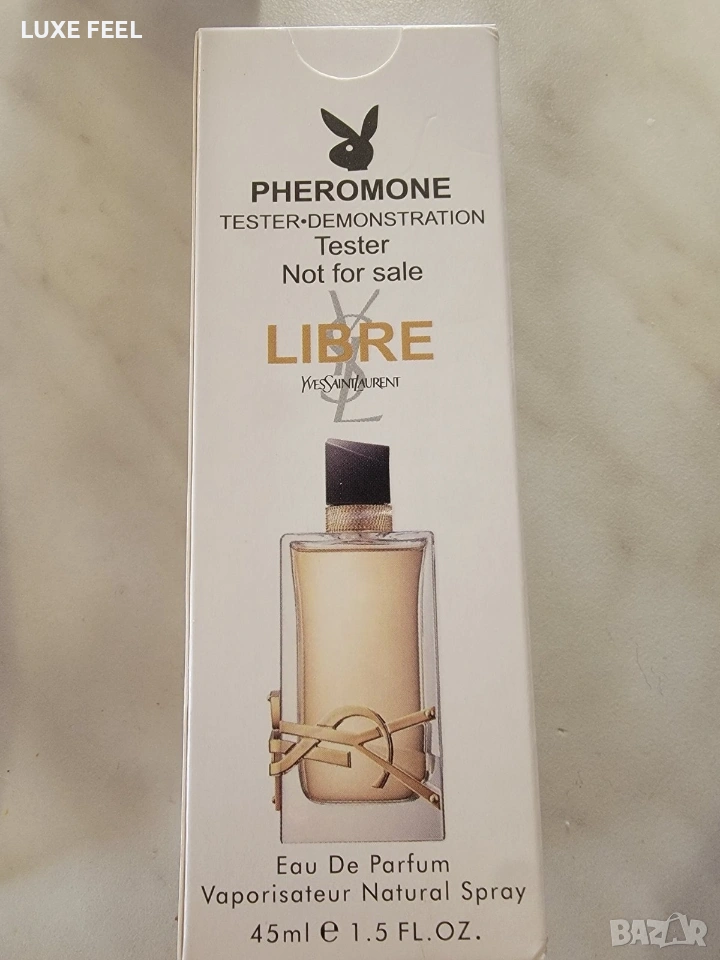 LUXE FEEL
PHEROMONE
TESTER•DEMONSTRATION
Tester
Not for sale
YSL
LIBRE
YVESSAINTLAURENT
Eau De Parfum
Vaporisateur Natural Spray
45ml e 1.5 FL.OZ.
BAZAR